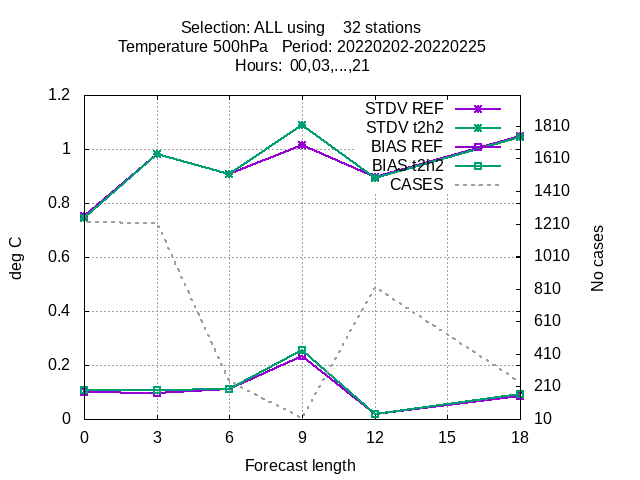 Selection: ALL using    32 stations
Temperature 500hPa   Period: 20220202-20220225
Hours: 00,03,...,21
STDV REF
STDV t2h2
BIAS REF
BIAS t2h2
CASES
1.2
1
0.8
0.6
0.4
0.2
0
deg C
1810
1610
1410
1210
1010
810
610
410
210
10
No cases
0 3 6 9 12 15 18
Forecast length